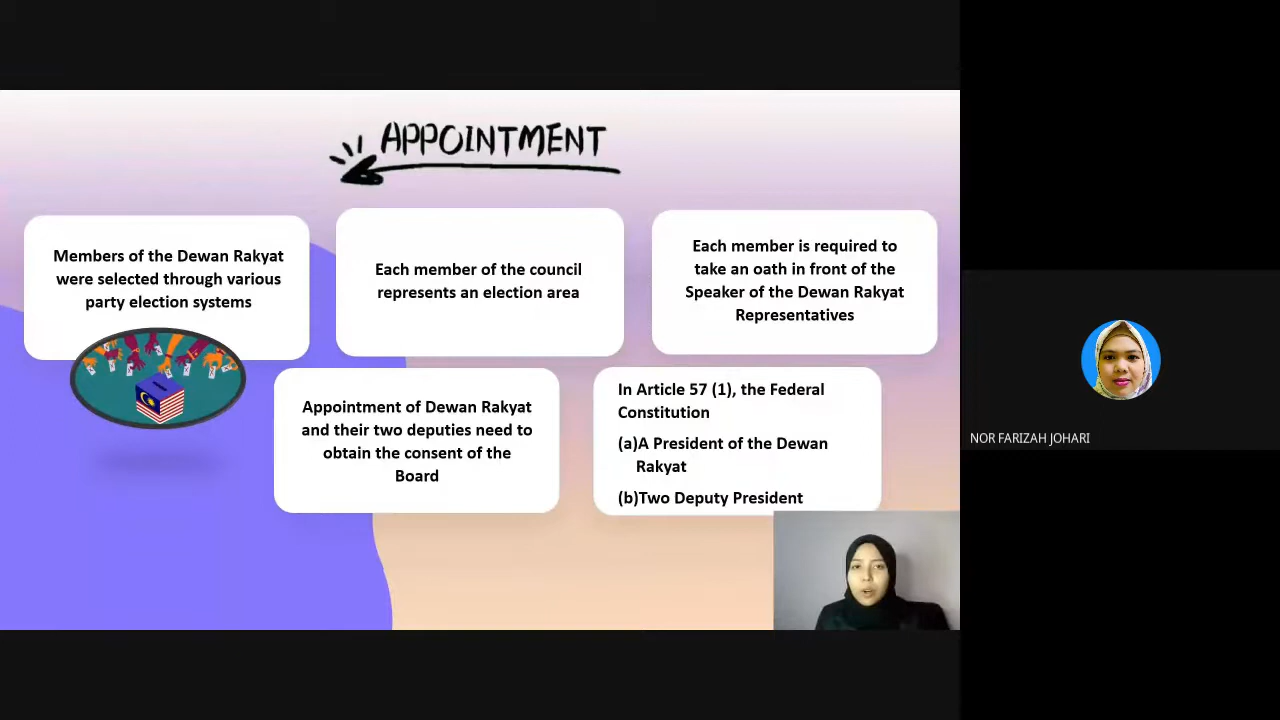 APPOINTMENT
Members of the Dewan Rakyat
were selected through various
party election systems
Each member of the council
represents an election area
Each member is required to
take an oath in front of the
Speaker of the Dewan Rakyat
Representatives
Appointment of Dewan Rakyat
and their two deputies need to
obtain the consent of the
Board
In Article 57 (1), the Federal
Constitution
(a)A President of the Dewan
Rakyat
(b)Two Deputy President
NOR FARIZAH JOHARI